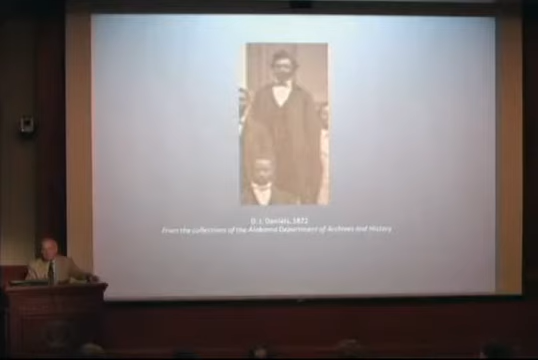 D. J. Daniels, 1872
From the collections of the Alabama Department of Archives and History